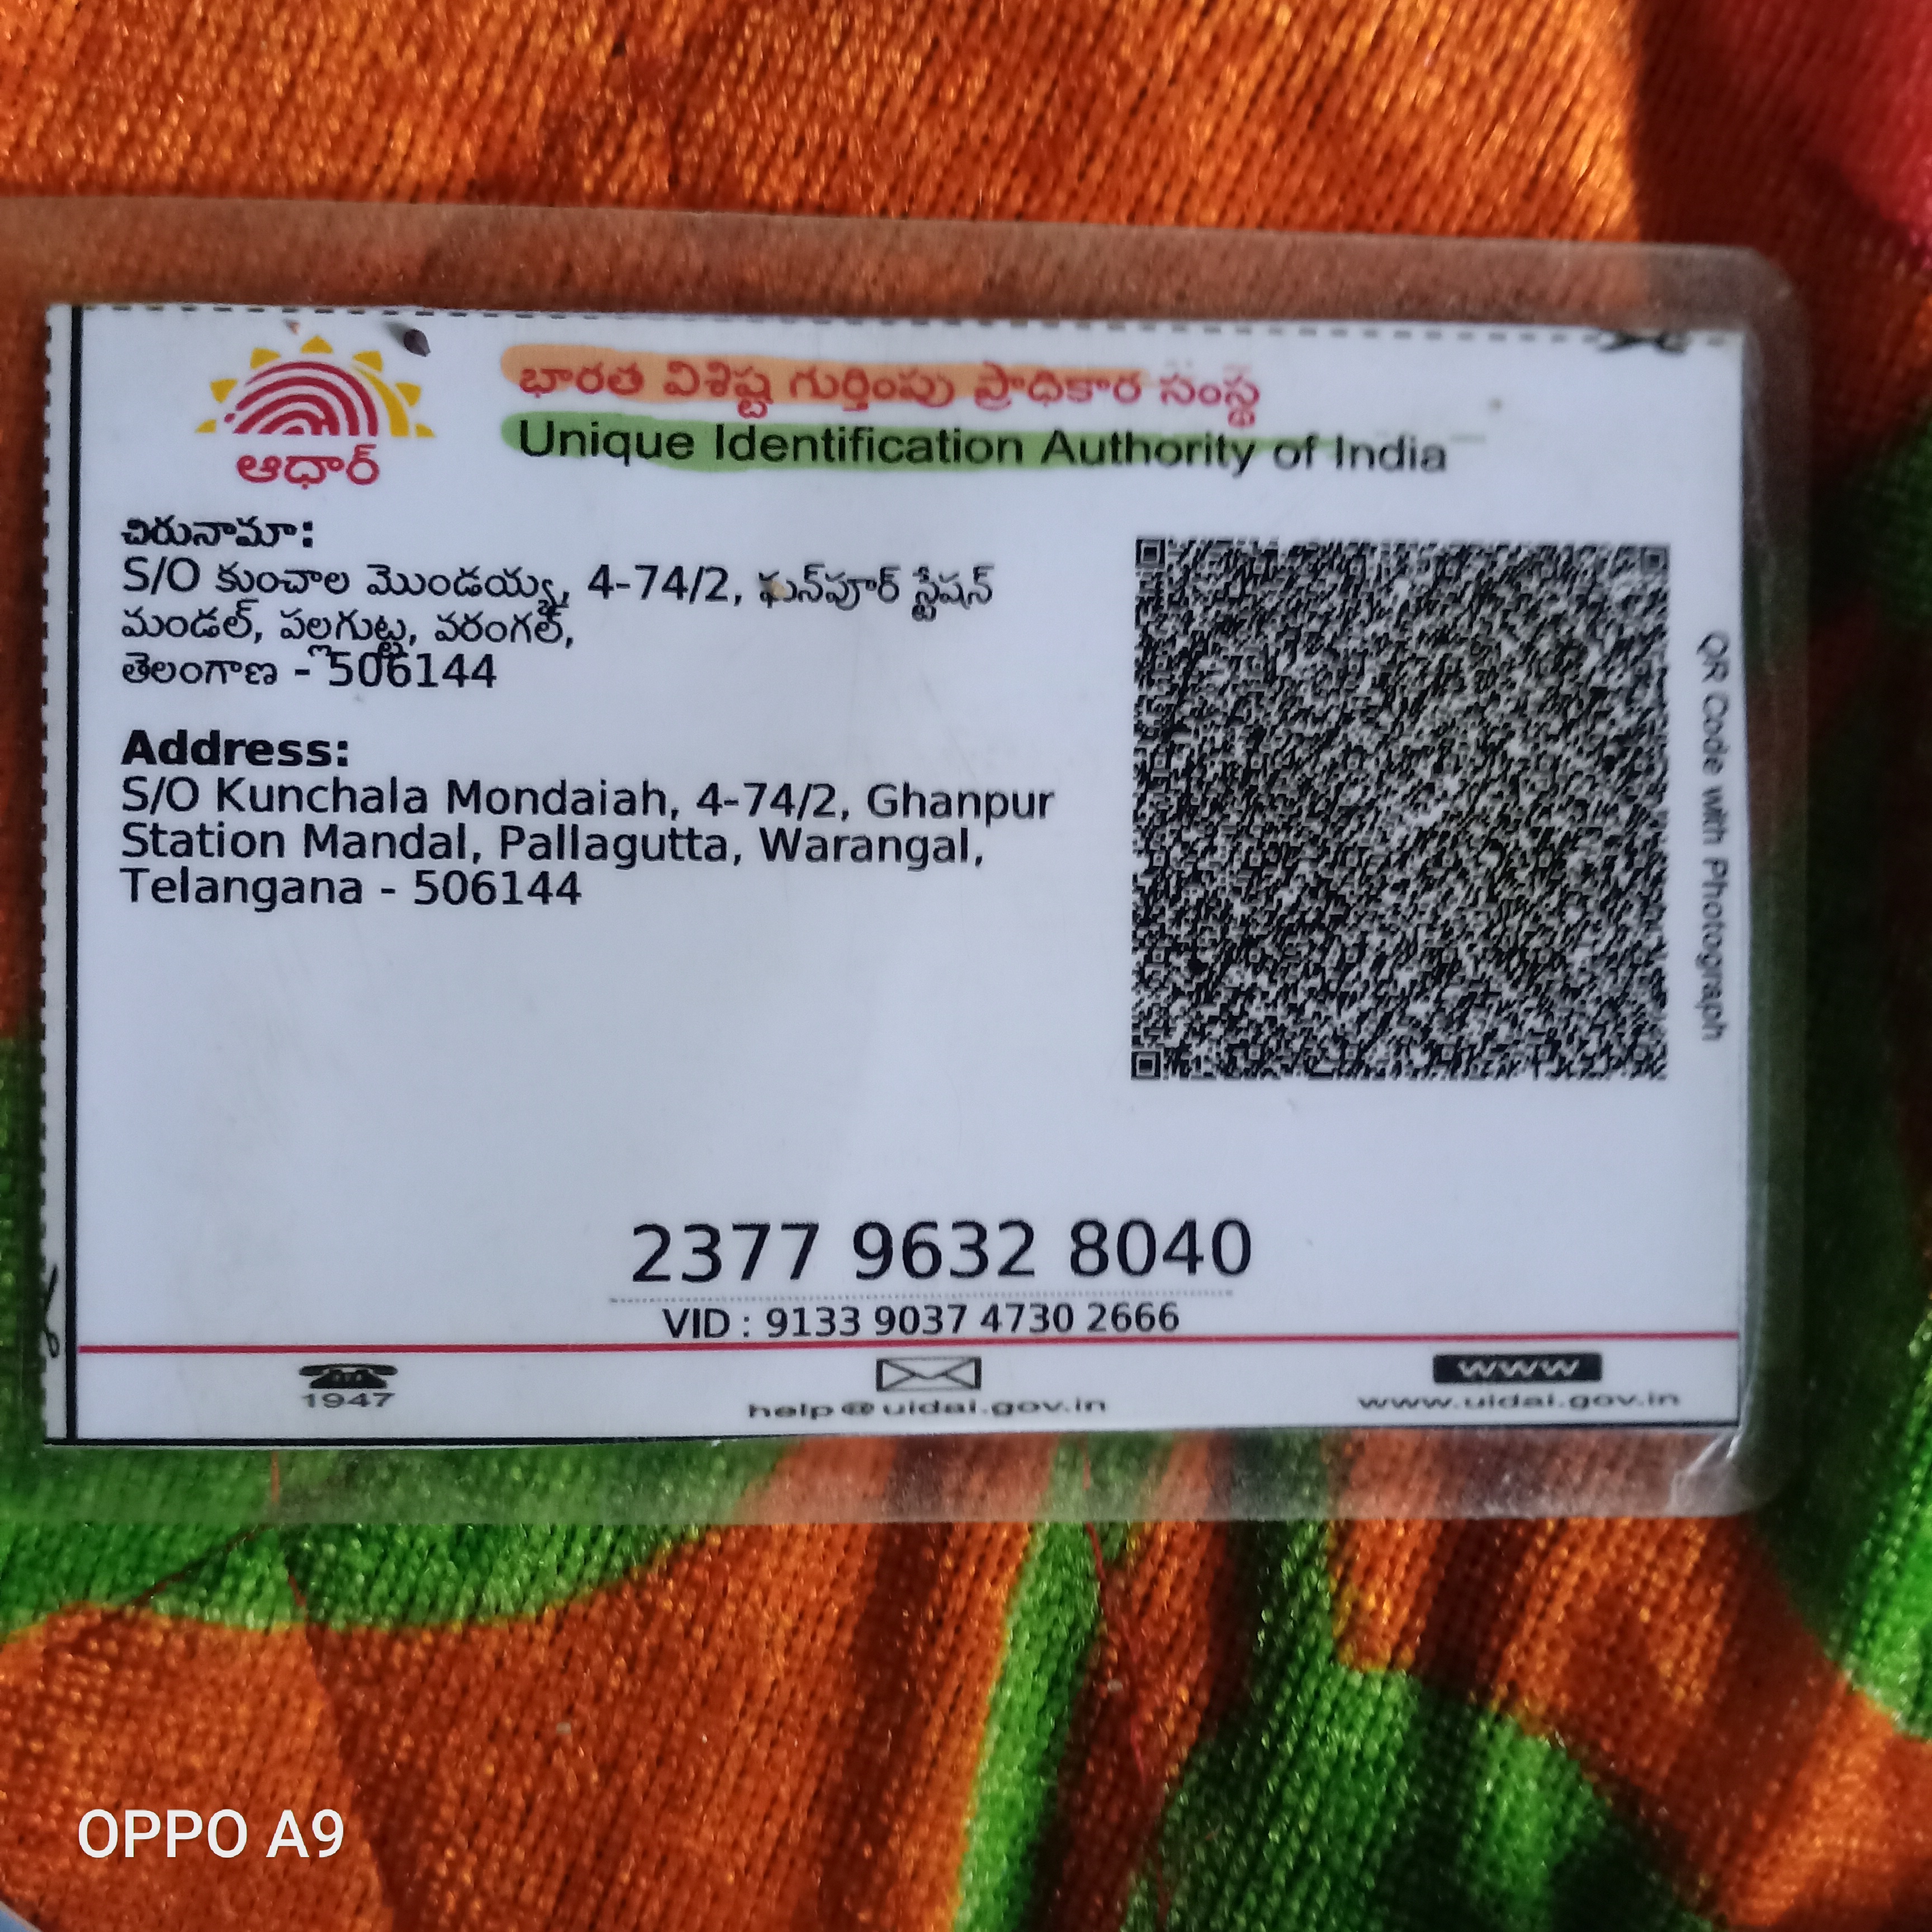 ఆధార్
భారత విశిష్ట గుర్తింపు ప్రాధికార సంస్థ
Unique Identification Authority of India
చిరునామా:
S/O కుంచాల మొండయ్య, 4-74/2, ఘన్‌పూర్ స్టేషన్
మండల్, పల్లగుట్ట, వరంగల్,
తెలంగాణ - 506144
Address:
S/O Kunchala Mondaiah, 4-74/2, Ghanpur
Station Mandal, Pallagutta, Warangal,
Telangana - 506144
QR Code with Photograph
2377 9632 8040
VID : 9133 9037 4730 2666
1947
help@uidai.gov.in
www
www.uidai.gov.in
OPPO A9